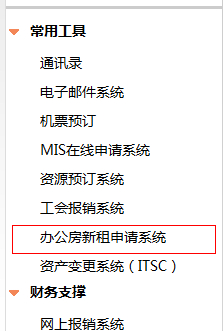 常用工具
通讯录
电子邮件系统
机票预订
MIS在线申请系统
资源预订系统
工会报销系统
办公房新租申请系统
资产变更系统（ITSC）
财务支撑
网上报销系统